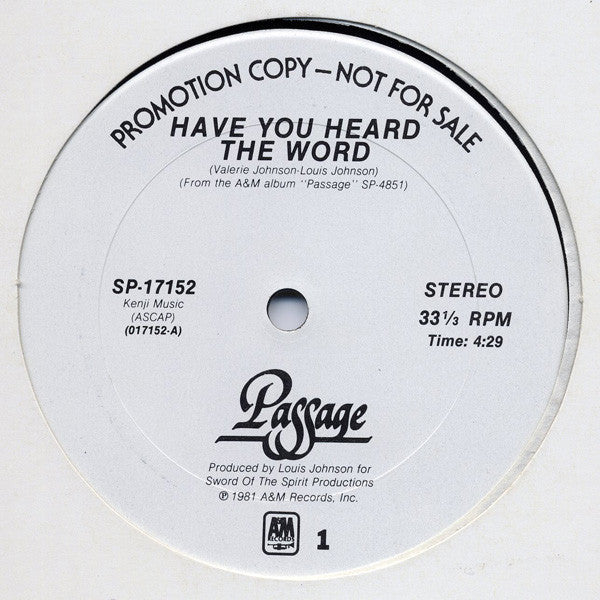 PROMOTION COPY—NOT FOR SALE
HAVE YOU HEARD
THE WORD
(Valerie Johnson-Louis Johnson)
(From the A&M album "Passage" SP-4851)
SP-17152
Kenji Music
(ASCAP)
(017152-A)
STEREO
33 1/3 RPM
Time: 4:29
Passage
Produced by Louis Johnson for
Sword Of The Spirit Productions
℗ 1981 A&M Records, Inc.
A&M
RECORDS
1